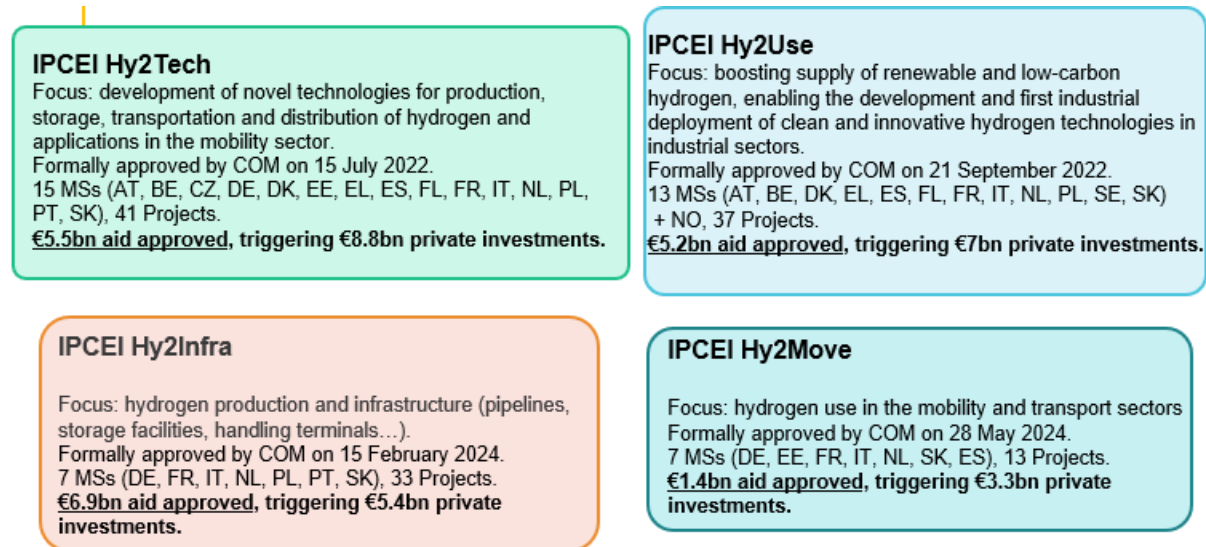 IPCEI Hy2Tech
Focus: development of novel technologies for production,
storage, transportation and distribution of hydrogen and
applications in the mobility sector.
Formally approved by COM on 15 July 2022.
15 MSs (AT, BE, CZ, DE, DK, EE, EL, ES, FL, FR, IT, NL, PL,
PT, SK), 41 Projects.
€5.5bn aid approved, triggering €8.8bn private investments.
IPCEI Hy2Use
Focus: boosting supply of renewable and low-carbon
hydrogen, enabling the development and first industrial
deployment of clean and innovative hydrogen technologies in
industrial sectors.
Formally approved by COM on 21 September 2022.
13 MSs (AT, BE, DK, EL, ES, FL, FR, IT, NL, PL, SE, SK)
+ NO, 37 Projects.
€5.2bn aid approved, triggering €7bn private investments.
IPCEI Hy2Infra
Focus: hydrogen production and infrastructure (pipelines,
storage facilities, handling terminals…).
Formally approved by COM on 15 February 2024.
7 MSs (DE, FR, IT, NL, PL, PT, SK), 33 Projects.
€6.9bn aid approved, triggering €5.4bn private
investments.
IPCEI Hy2Move
Focus: hydrogen use in the mobility and transport sectors
Formally approved by COM on 28 May 2024.
7 MSs (DE, EE, FR, IT, NL, SK, ES), 13 Projects.
€1.4bn aid approved, triggering €3.3bn private
investments.